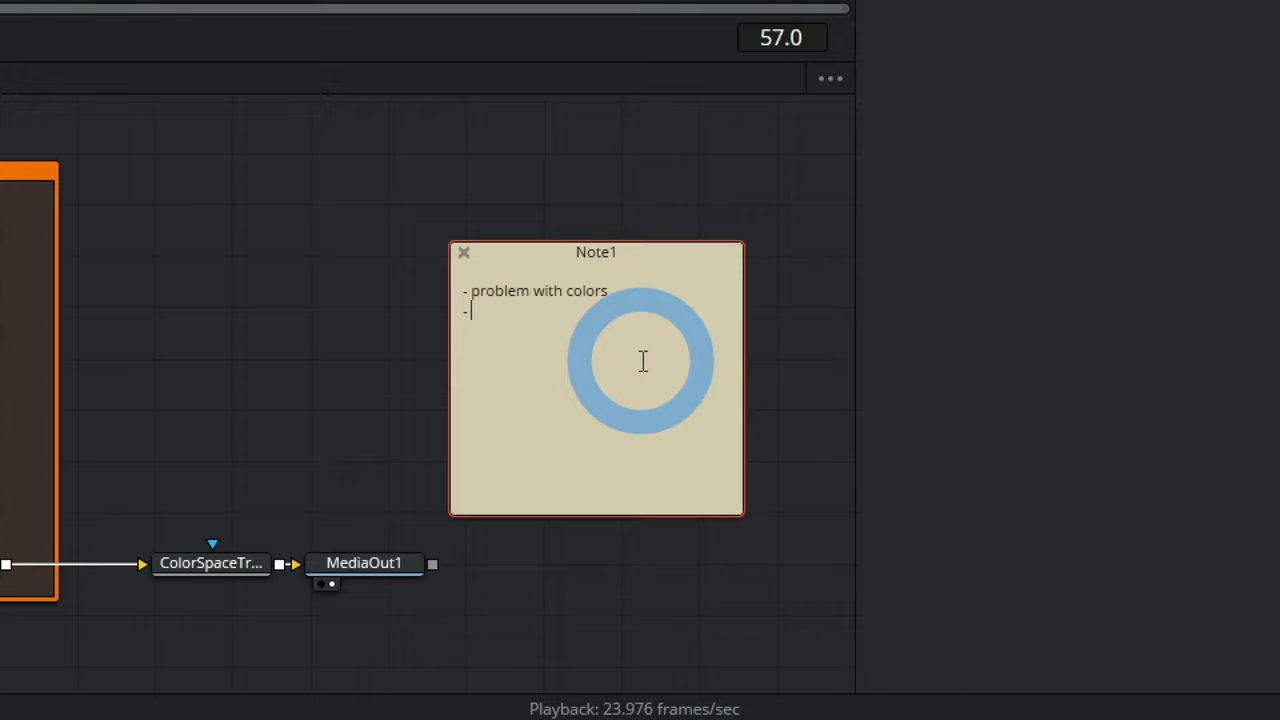 57.0
Note1
- problem with colors
-
ColorSpaceTr...
MediaOut1
Playback: 23.976 frames/sec